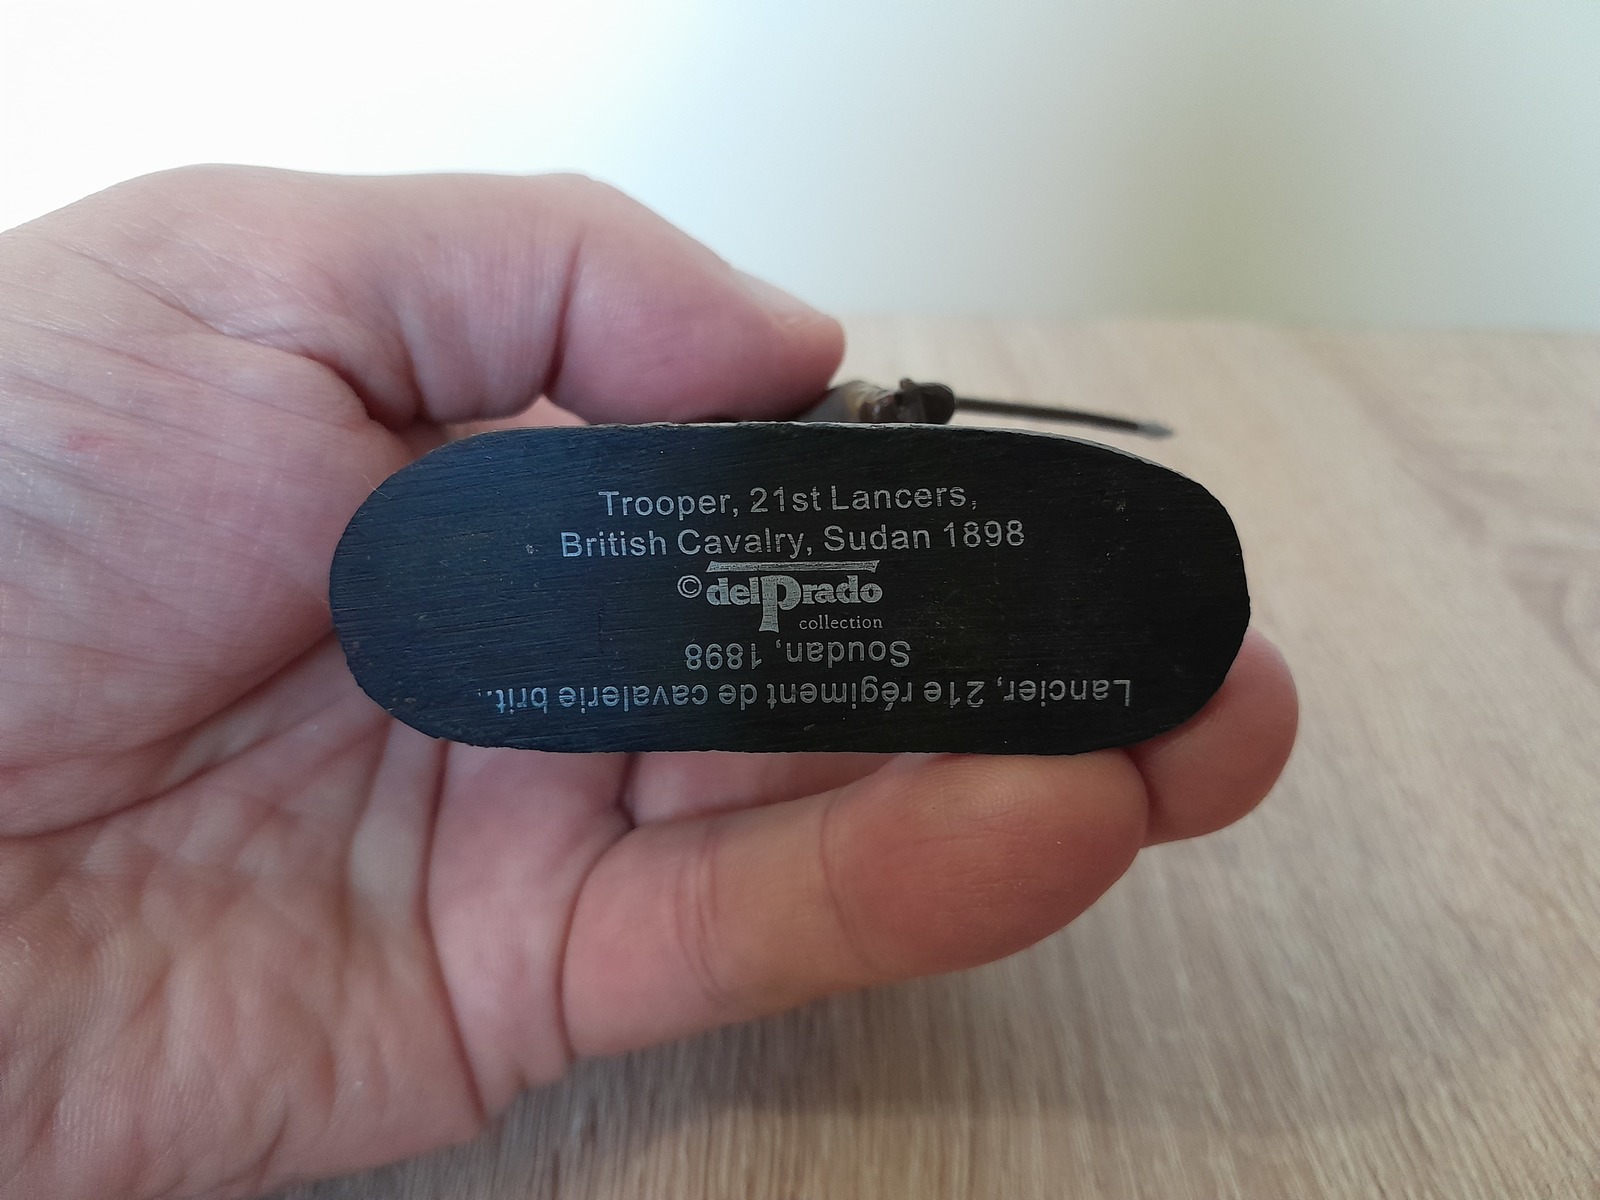 Trooper, 21st Lancers,
British Cavalry, Sudan 1898
© delPrado
collection
Lancier, 21e régiment de cavalerie brit..
Soudan, 1898